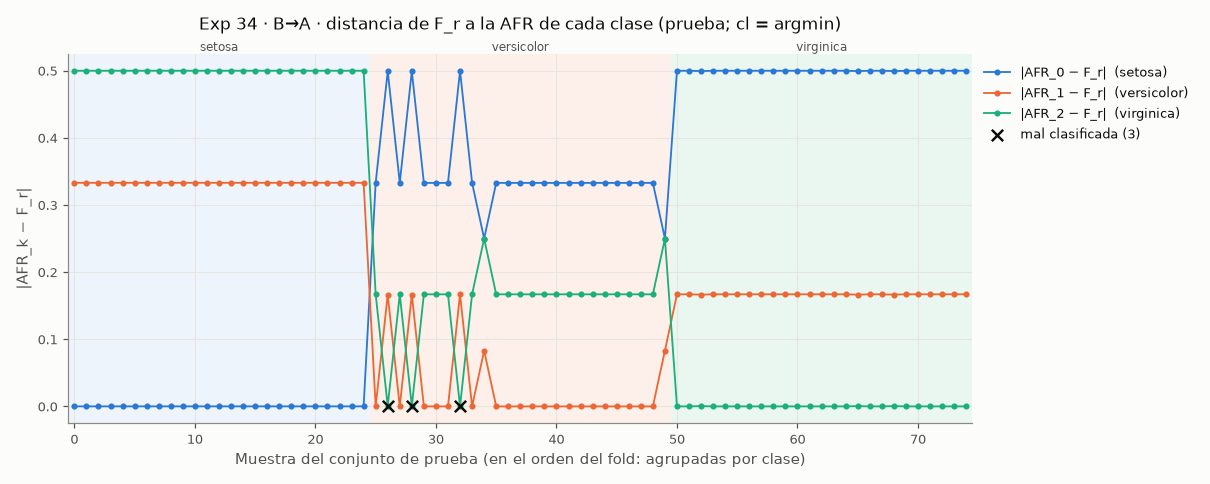 Exp 34 · B→A · distancia de F_r a la AFR de cada clase (prueba; cl = argmin)
setosa versicolor virginica
|AFR_k − F_r|
0.5
0.4
0.3
0.2
0.1
0.0
0 10 20 30 40 50 60 70
Muestra del conjunto de prueba (en el orden del fold: agrupadas por clase)
|AFR_0 − F_r| (setosa)
|AFR_1 − F_r| (versicolor)
|AFR_2 − F_r| (virginica)
mal clasificada (3)